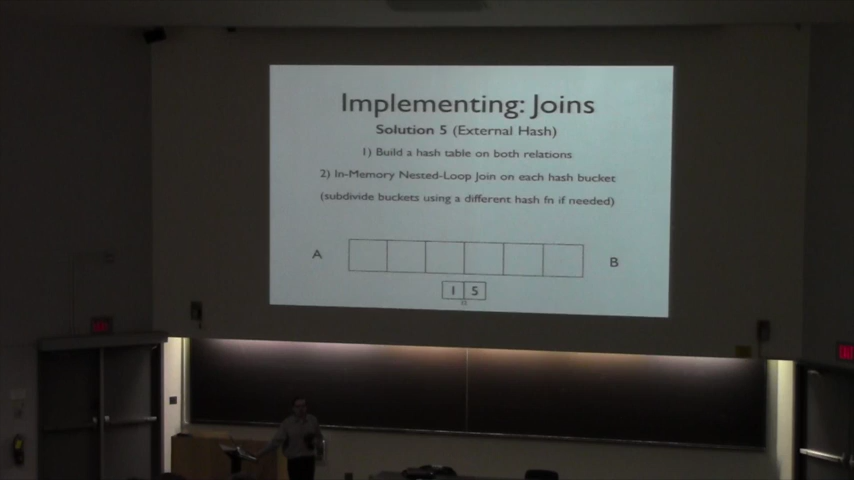 Implementing: Joins
Solution 5 (External Hash)
1) Build a hash table on both relations
2) In-Memory Nested-Loop Join on each hash bucket
(subdivide buckets using a different hash fn if needed)
A
B
1 5